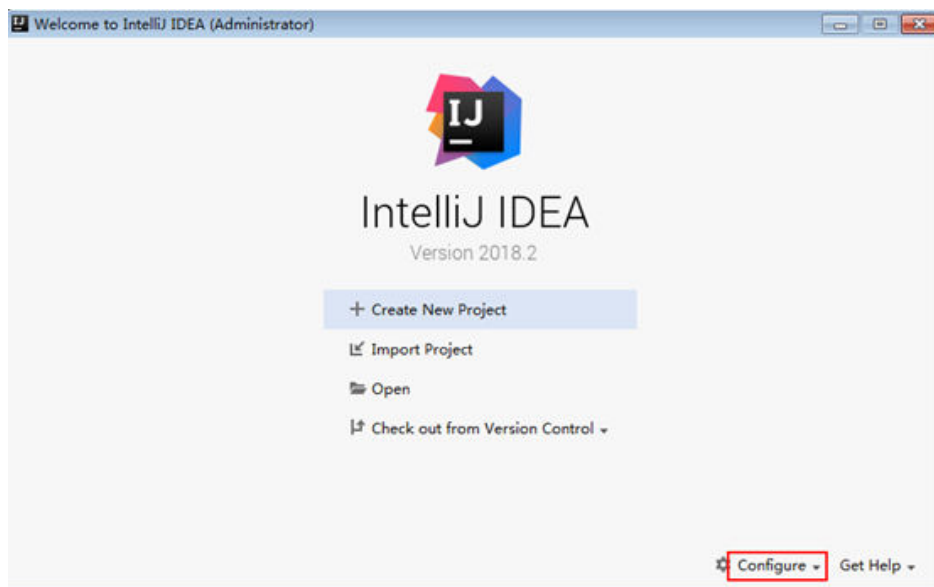 Welcome to IntelliJ IDEA (Administrator)
IJ
IntelliJ IDEA
Version 2018.2
Create New Project
Import Project
Open
Check out from Version Control
Configure Get Help